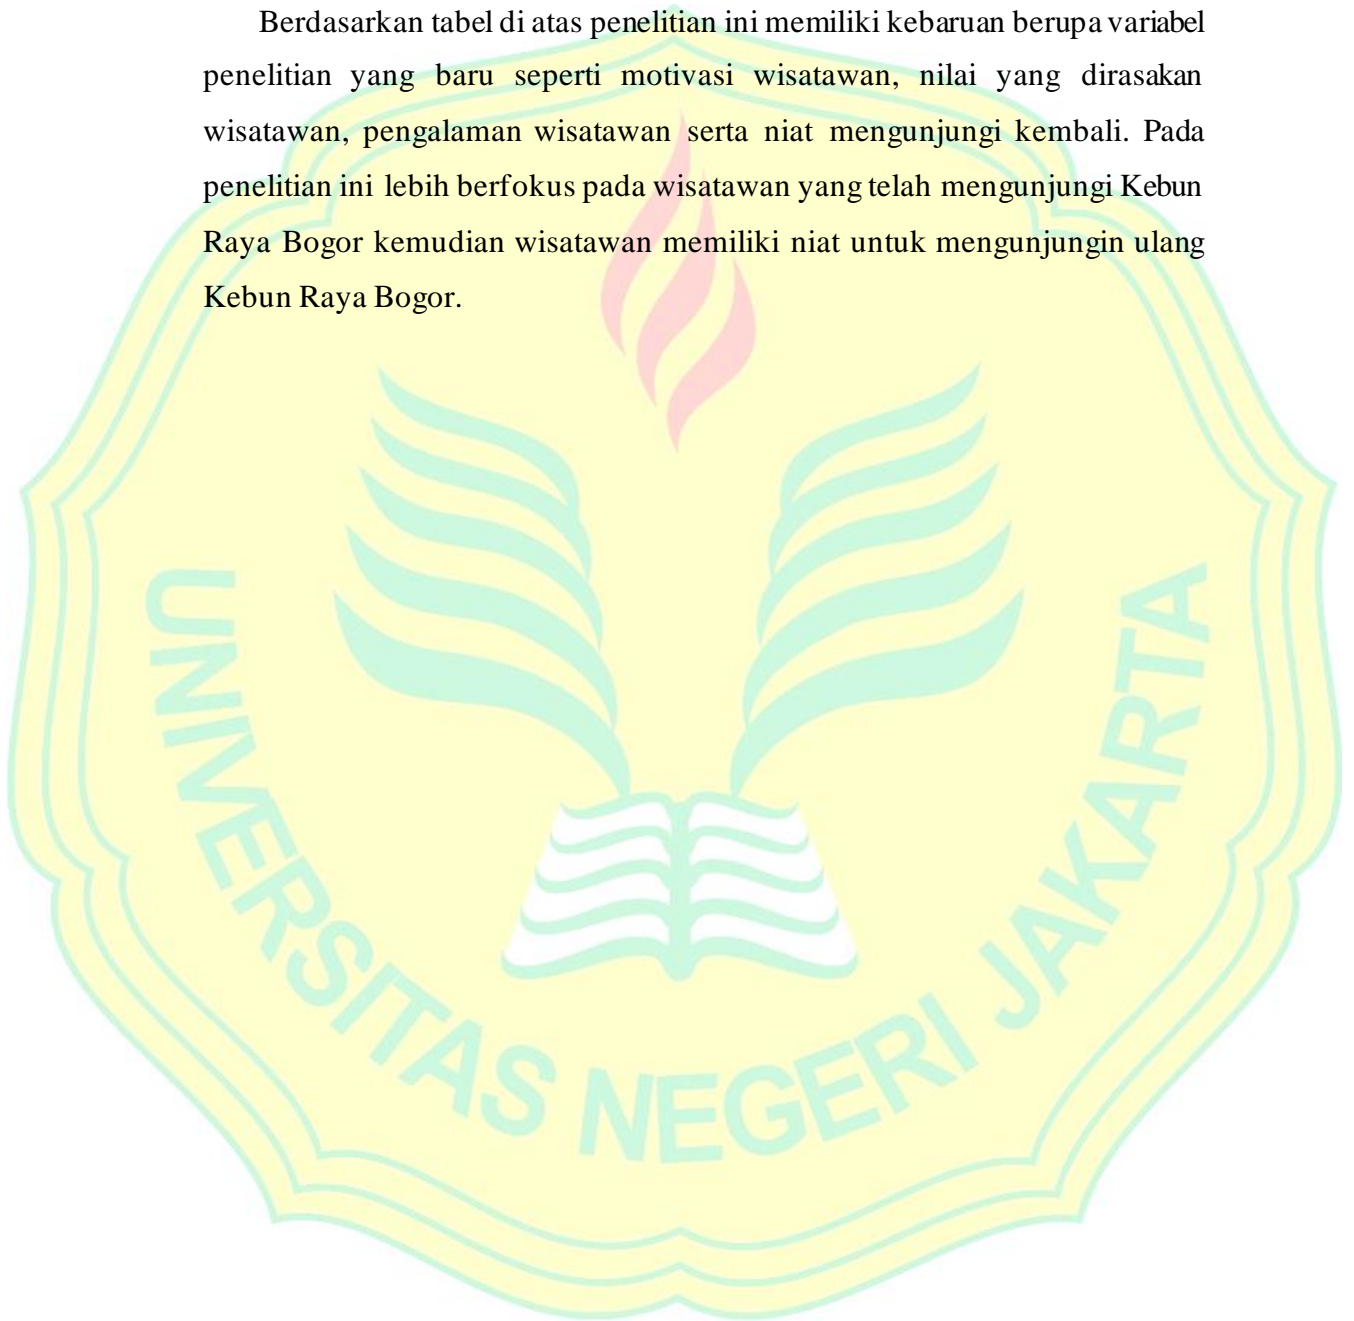 Berdasarkan tabel di atas penelitian ini memiliki kebaruan berupa variabel
penelitian yang baru seperti motivasi wisatawan, nilai yang dirasakan
wisatawan, pengalaman wisatawan serta niat mengunjungi kembali. Pada
penelitian ini lebih berfokus pada wisatawan yang telah mengunjungi Kebun
Raya Bogor kemudian wisatawan memiliki niat untuk mengunjungin ulang
Kebun Raya Bogor.
UNIVERSITAS NEGERI JAKARTA